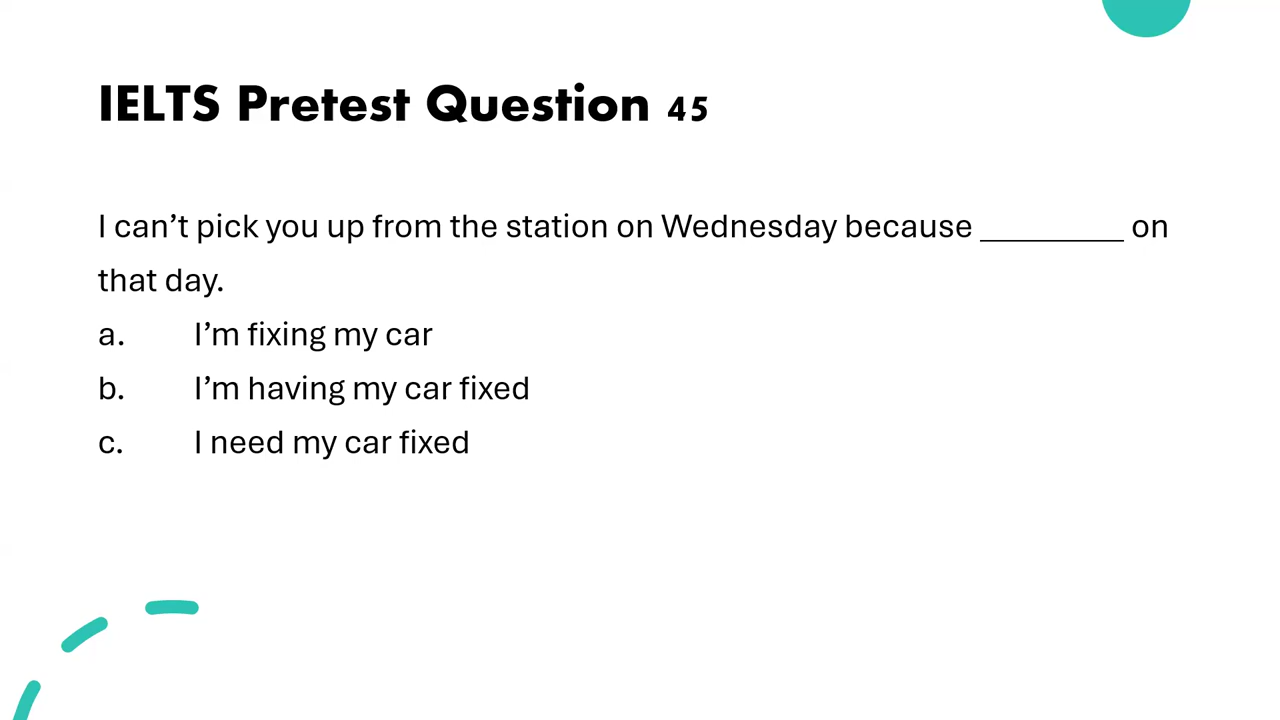 IELTS Pretest Question 45
I can’t pick you up from the station on Wednesday because _________ on
that day.
a. I’m fixing my car
b. I’m having my car fixed
c. I need my car fixed